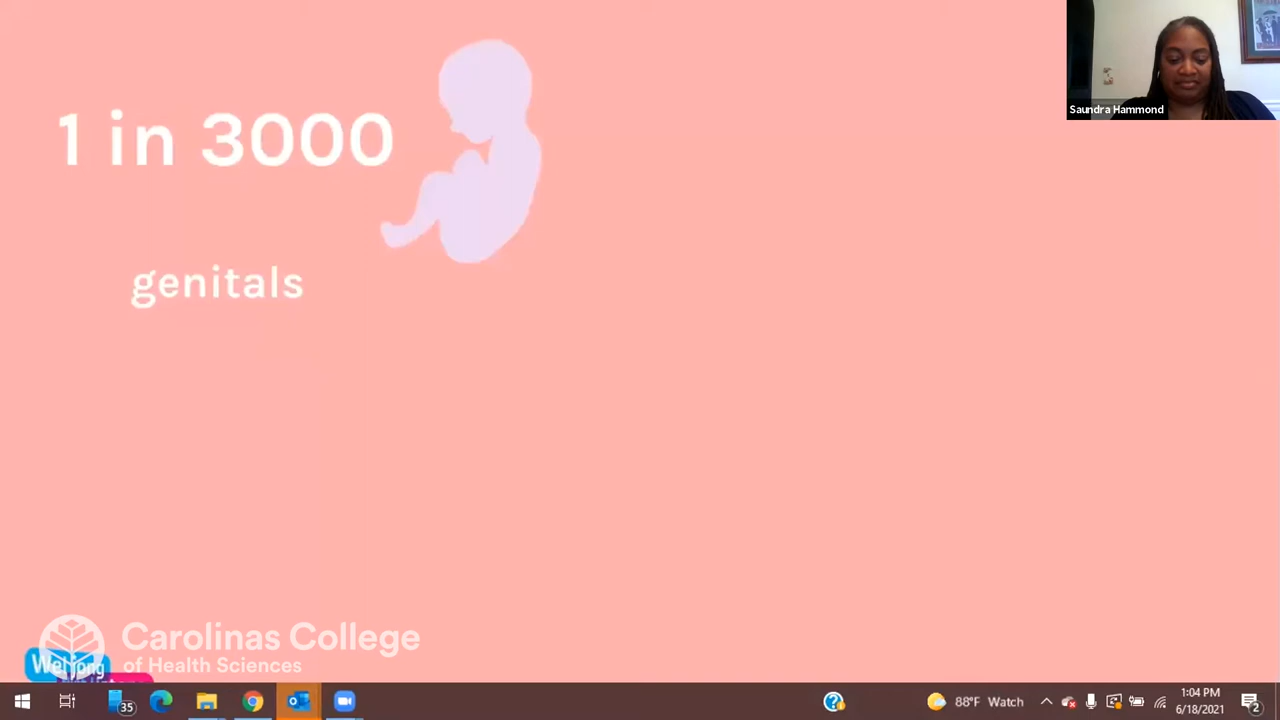 1 in 3000
genitals
Saundra Hammond
Carolinas College
of Health Sciences
35
88°F Watch
1:04 PM
6/18/2021
2